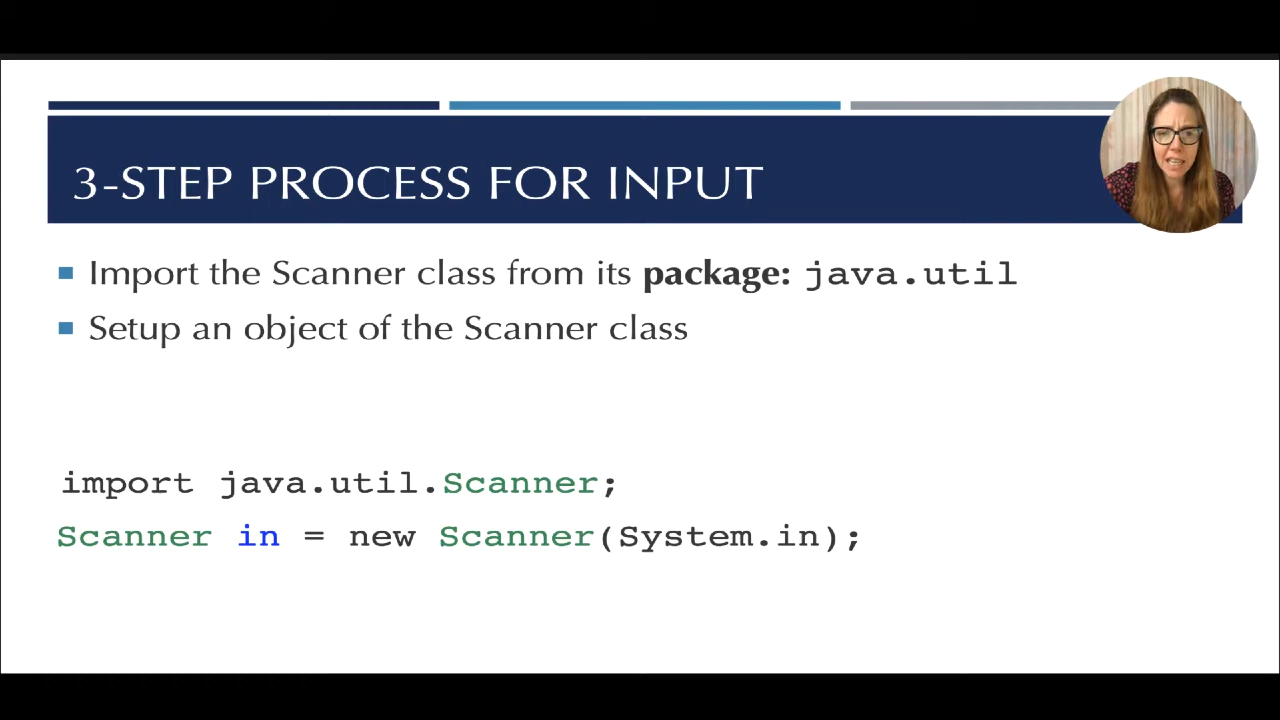 3-STEP PROCESS FOR INPUT
Import the Scanner class from its package: java.util
Setup an object of the Scanner class
import java.util.Scanner;
Scanner in = new Scanner(System.in);